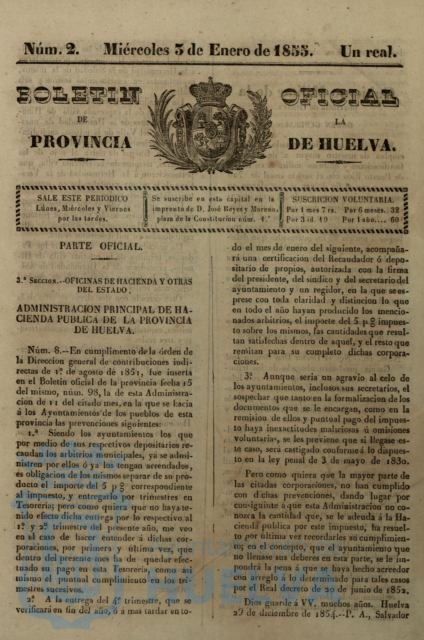 Núm. 2. Miércoles 3 de Enero de 1855. Un real.
BOLETIN OFICIAL
DE LA
PROVINCIA DE HUELVA.
SALE ESTE PERIODICO
Lúnes, Miércoles y Viernes
por las tardes.
Se suscribe en esta cápital en la
imprenta de D. José Reyes y Moreno,
plaza de la Constitucion núm. 4.º
SUSCRICION VOLUNTARIA.
Por 1 mes 7 rs. Por 6 meses. 32
Por 3 id. 19 Por 1 año.... 60
PARTE OFICIAL.
3.ª Seccion.--OFICINAS DE HACIENDA Y OTRAS
DEL ESTADO.
ADMINISTRACION PRINCIPAL DE HA-
CIENDA PUBLICA DE LA PROVINCIA
DE HUELVA.
Núm. 8.--En cumplimento de la órden de
la Direccion general de contribuciones indi-
rectas de 1.º de agosto de 1852, fue inserta
en el Boletin oficial de la provincia fecha 15
del mismo, núm. 98, la de esta Administra-
cion de 11 del citado mes, en la que se hacia
á los Ayuntamientos de los pueblos de esta
provincia las prevenciones siguientes:
1.ª Siendo los ayuntamientos los que
por medio de sus respetivos depositarios re-
caudan los arbitrios municipales, ya se admi-
nistren por ellos ó ya los tengan arrendados,
es obligacion de los mismos separar de su pro-
ducto el importe del 5 p% correspondiente
al impuesto, y entregarlo por trimestres en
Tesoreria; pero como quiera que no haya te-
nido efecto dicha entrega por lo respectivo al
1.º y 2.º trimestre del presente año, me veo
en el caso de hacer entender á dichas cor-
poraciones, por primera y última vez, que
dentro del presente mes ha de quedar efec-
tuado su pago en esta Tesoreria, como asi
mismo el puntual cumplimiento en los tri-
mestres sucesivos.
2.ª A la entrega del 4.º trimestre, que se
verificará en fin del año, ó a mas tardar en to-
do el mes de enero del siguiente, acompaña-
rá una certificacion del Recaudador ó depo-
sitario de propios, autorizada con la firma
del presidente, del síndico y del secretario del
ayuntamiento y un regidor, en la que se es-
prese con toda claridad y distincion lo que
en todo el año hayan producido los mencio-
nados arbitrios, el importe del 5 p% impues-
to sobre los mismos, las cantidades que resul-
tan satisfechas dentro de aquel, y el resto que
remitan para su completo dichas corpora-
ciones.
3.ª Aunque seria un agravio al celo de
los ayuntamientos, inclusos sus secretarios, el
sospechar que tanto en la formalizacion de los
documentos que se le encargan, como en la
remision de ellos y puntual pago del impues-
to haya inexactitudes maliciosas ú omisiones
voluntarias, se les previene que si llegase es-
te caso, será castigado conforme á lo dispues-
to en la ley penal de 3 de mayo de 1830.
Pero como quiera que la mayor parte de
las citadas corporaciones, no han cumplido
con dichas prevenciones, dando lugar por
consiguiente á que esta Administracion no co-
nozca la cantidad que, se le adeuda á la Ha-
cienda pública por este impuesto, ha resuel-
to por última vez recordarles su cumplimien-
to; en el concepto, que el ayuntamiento que
no llenase sus deberes en esta parte, se le im-
pondrá la pena á que se haya hecho acreedor
con arreglo á lo determinado para tales casos
por el Real decreto de 20 de junio de 1852.
Dios guarde á VV. muchos años. Huelva
29 de diciembre de 1854.--P. A., Salvador